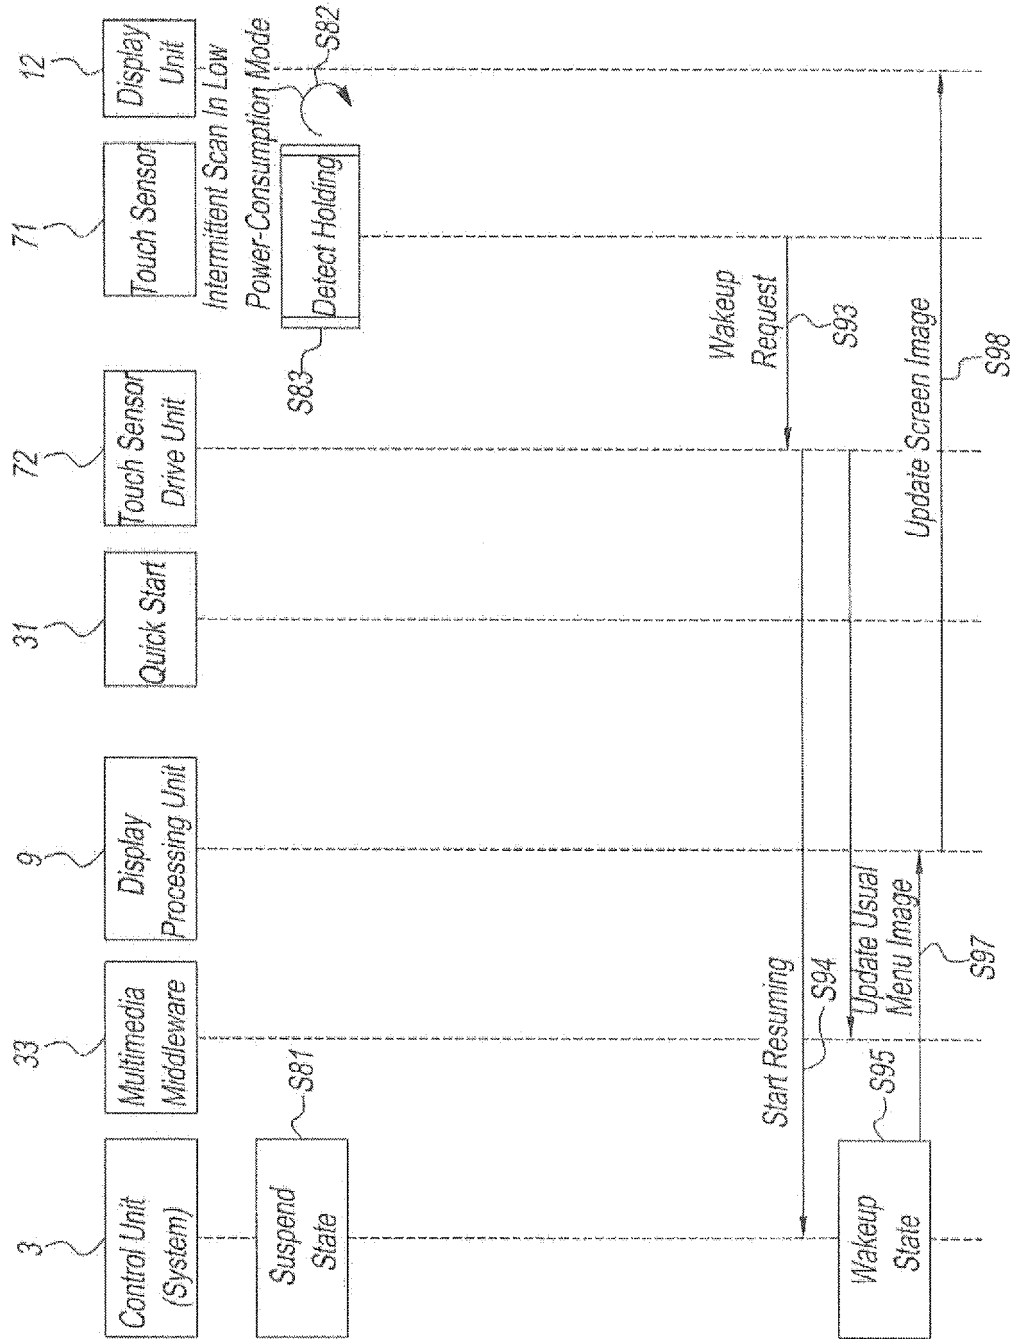 3
Control Unit
(System)
33
Multimedia
Middleware
9
Display
Processing Unit
31
Quick Start
72
Touch Sensor
Drive Unit
71
Touch Sensor
12
Display
Unit
Intermittent Scan In Low
Power-Consumption Mode
S82
Suspend
State
S81
S83
Detect Holding
Wakeup
Request
S93
Start Resuming
S94
Wakeup
State
S95
Update Usual
Menu Image
S97
Update Screen Image
S98